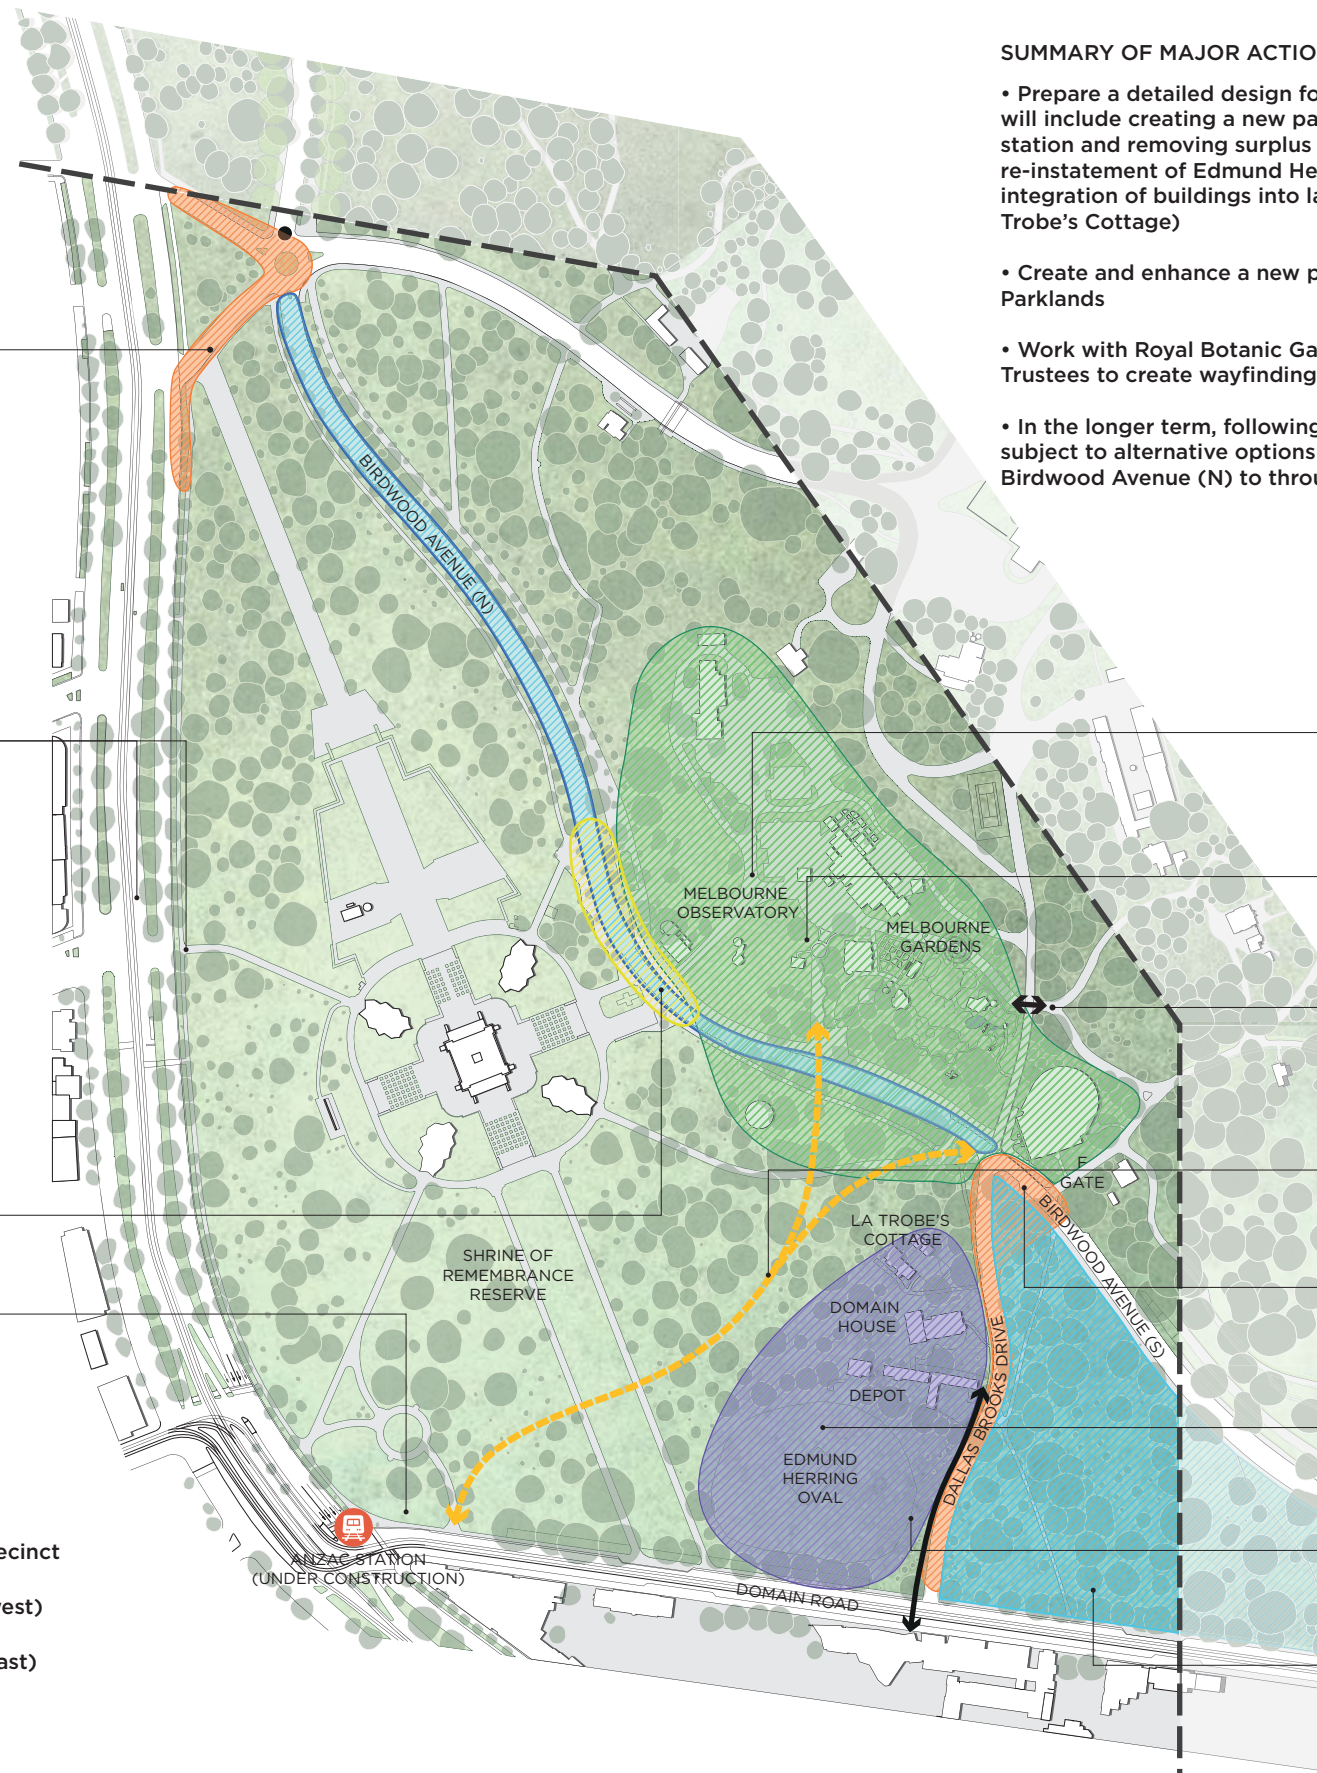 SUMMARY OF MAJOR ACTIO
• Prepare a detailed design fo
will include creating a new pa
station and removing surplus
re-instatement of Edmund He
integration of buildings into la
Trobe's Cottage)
• Create and enhance a new p
Parklands
• Work with Royal Botanic Ga
Trustees to create wayfinding
• In the longer term, following
subject to alternative options
Birdwood Avenue (N) to throu
BIRDWOOD AVENUE (N)
MELBOURNE
OBSERVATORY
MELBOURNE
GARDENS
F
GATE
BIRDWOOD AVENUE (S)
LA TROBE'S
COTTAGE
SHRINE OF
REMEMBRANCE
RESERVE
DOMAIN
HOUSE
DEPOT
DALLAS BROOKS DRIVE
EDMUND
HERRING
OVAL
ecinct
est)
ast)
ANZAC STATION
(UNDER CONSTRUCTION)
DOMAIN ROAD